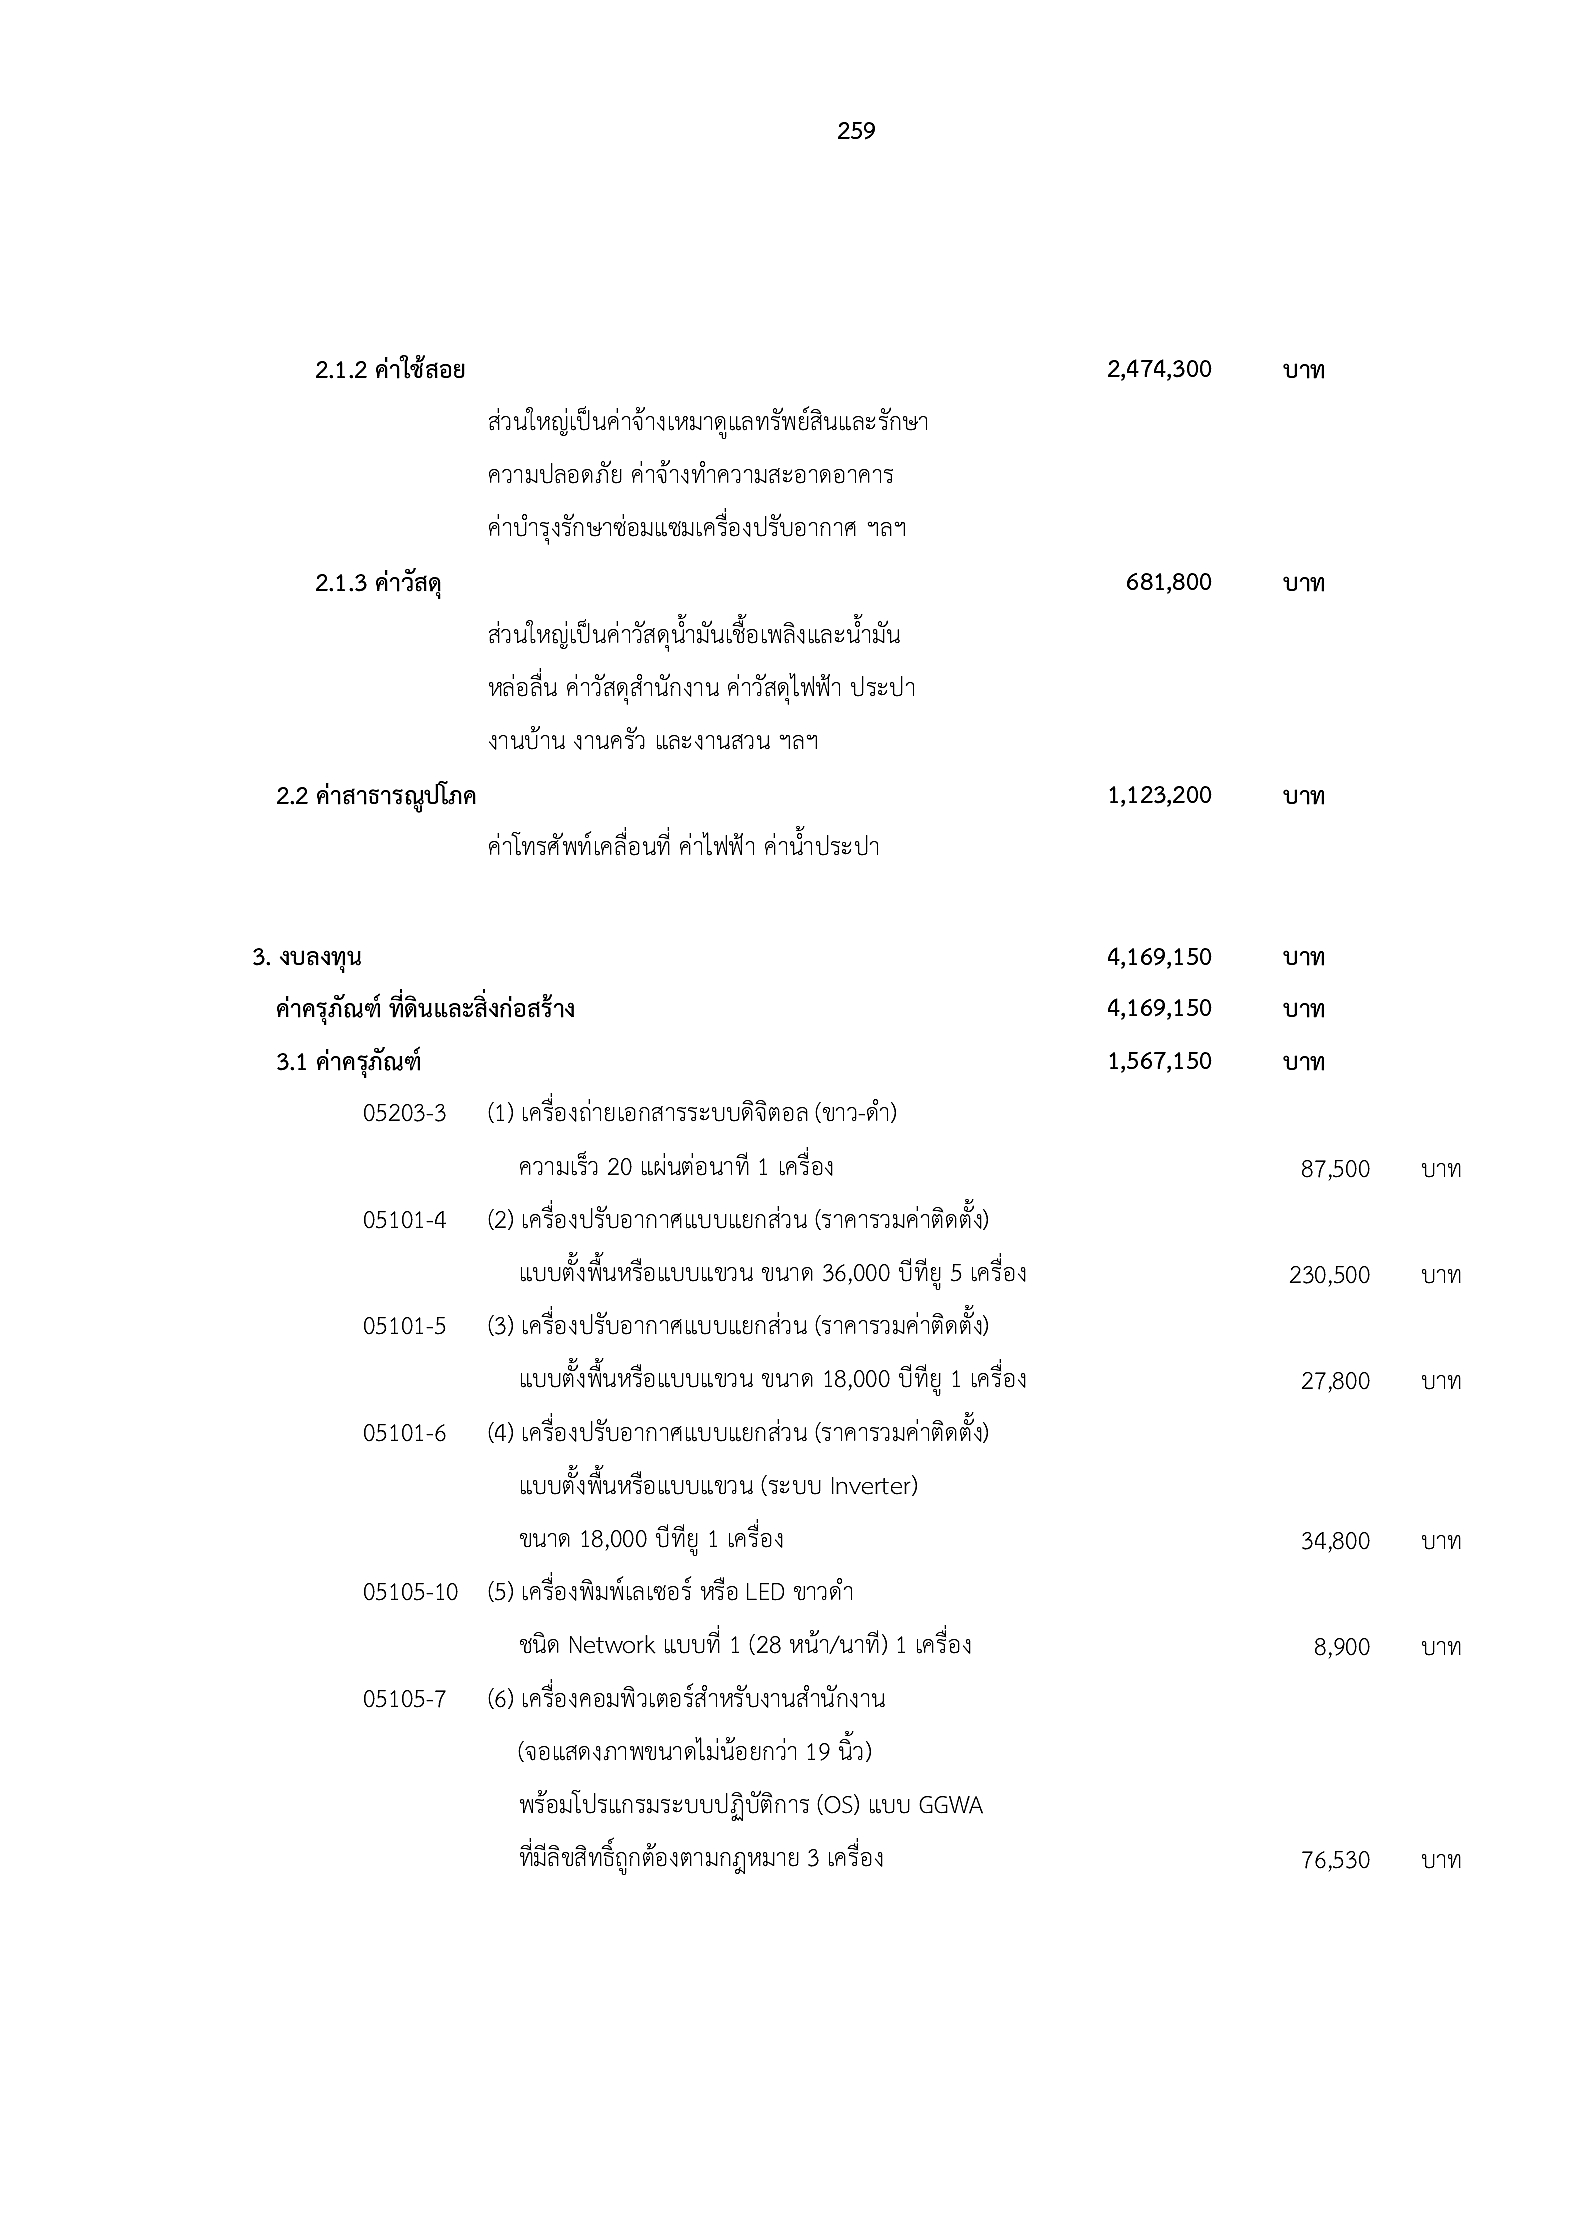 259
2.1.2 ค่าใช้สอย 2,474,300 บาท
ส่วนใหญ่เป็นค่าจ้างเหมาดูแลทรัพย์สินและรักษา
ความปลอดภัย ค่าจ้างทำความสะอาดอาคาร
ค่าบำรุงรักษาซ่อมแซมเครื่องปรับอากาศ ฯลฯ
2.1.3 ค่าวัสดุ 681,800 บาท
ส่วนใหญ่เป็นค่าวัสดุน้ำมันเชื้อเพลิงและน้ำมัน
หล่อลื่น ค่าวัสดุสำนักงาน ค่าวัสดุไฟฟ้า ประปา
งานบ้าน งานครัว และงานสวน ฯลฯ
2.2 ค่าสาธารณูปโภค 1,123,200 บาท
ค่าโทรศัพท์เคลื่อนที่ ค่าไฟฟ้า ค่าน้ำประปา
3. งบลงทุน 4,169,150 บาท
ค่าครุภัณฑ์ ที่ดินและสิ่งก่อสร้าง 4,169,150 บาท
3.1 ค่าครุภัณฑ์ 1,567,150 บาท
05203-3 (1) เครื่องถ่ายเอกสารระบบดิจิตอล (ขาว-ดำ)
ความเร็ว 20 แผ่นต่อนาที 1 เครื่อง 87,500 บาท
05101-4 (2) เครื่องปรับอากาศแบบแยกส่วน (ราคารวมค่าติดตั้ง)
แบบตั้งพื้นหรือแบบแขวน ขนาด 36,000 บีทียู 5 เครื่อง 230,500 บาท
05101-5 (3) เครื่องปรับอากาศแบบแยกส่วน (ราคารวมค่าติดตั้ง)
แบบตั้งพื้นหรือแบบแขวน ขนาด 18,000 บีทียู 1 เครื่อง 27,800 บาท
05101-6 (4) เครื่องปรับอากาศแบบแยกส่วน (ราคารวมค่าติดตั้ง)
แบบตั้งพื้นหรือแบบแขวน (ระบบ Inverter)
ขนาด 18,000 บีทียู 1 เครื่อง 34,800 บาท
05105-10 (5) เครื่องพิมพ์เลเซอร์ หรือ LED ขาวดำ
ชนิด Network แบบที่ 1 (28 หน้า/นาที) 1 เครื่อง 8,900 บาท
05105-7 (6) เครื่องคอมพิวเตอร์สำหรับงานสำนักงาน
(จอแสดงภาพขนาดไม่น้อยกว่า 19 นิ้ว)
พร้อมโปรแกรมระบบปฏิบัติการ (OS) แบบ GGWA
ที่มีลิขสิทธิ์ถูกต้องตามกฎหมาย 3 เครื่อง 76,530 บาท